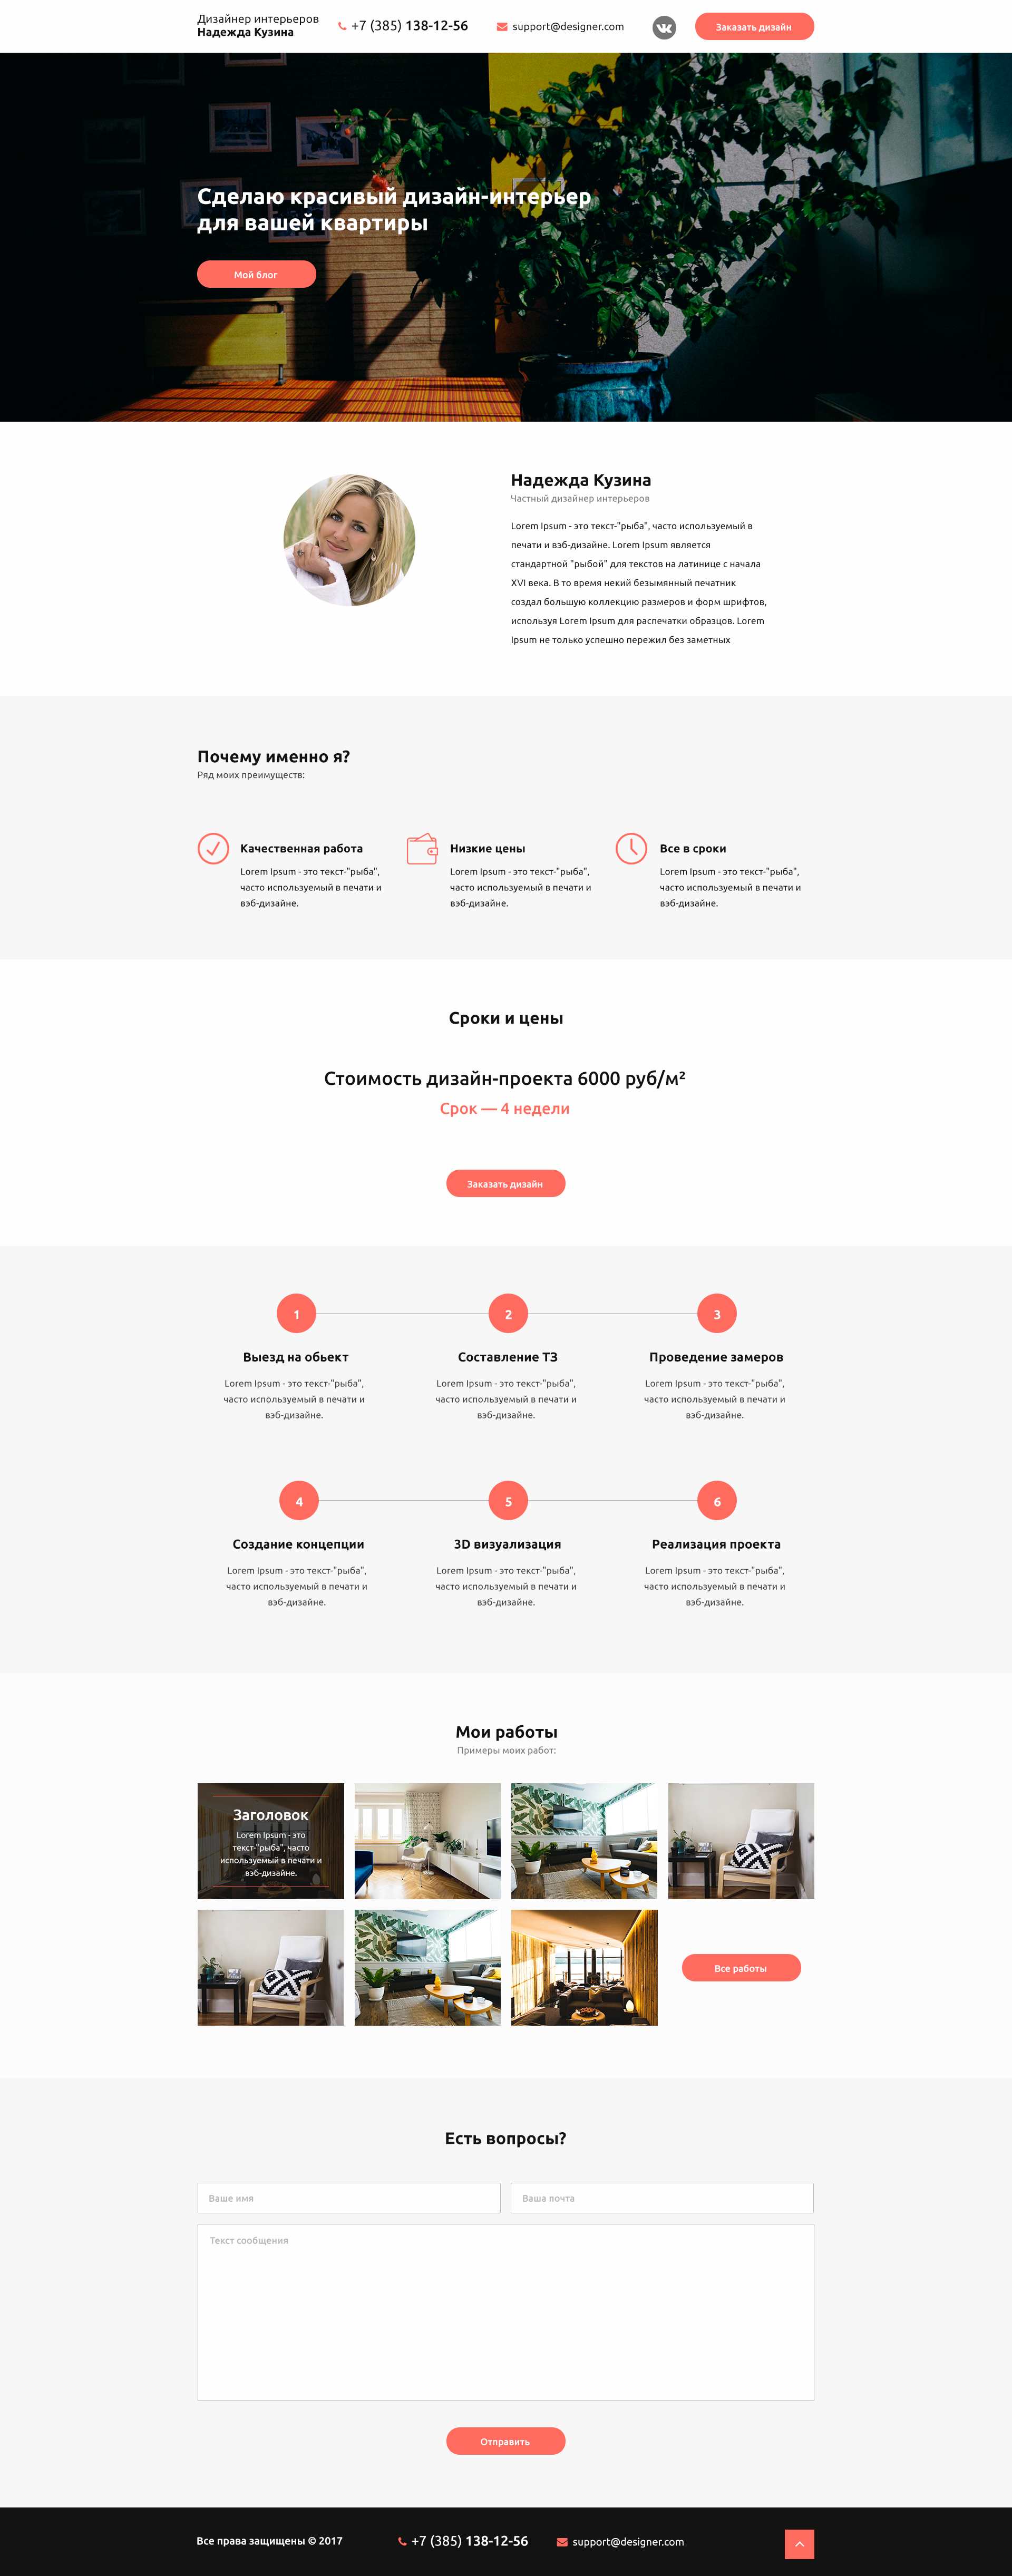 Дизайнер интерьеров
Надежда Кузина
+7 (385) 138-12-56
support@designer.com
Заказать дизайн
Сделаю красивый дизайн-интерьер
для вашей квартиры
Мой блог
Надежда Кузина
Частный дизайнер интерьеров
Lorem Ipsum - это текст-"рыба", часто используемый в
печати и вэб-дизайне. Lorem Ipsum является
стандартной "рыбой" для текстов на латинице с начала
XVI века. В то время некий безымянный печатник
создал большую коллекцию размеров и форм шрифтов,
используя Lorem Ipsum для распечатки образцов. Lorem
Ipsum не только успешно пережил без заметных
Почему именно я?
Ряд моих преимуществ:
Качественная работа
Lorem Ipsum - это текст-"рыба",
часто используемый в печати и
вэб-дизайне.
Низкие цены
Lorem Ipsum - это текст-"рыба",
часто используемый в печати и
вэб-дизайне.
Все в сроки
Lorem Ipsum - это текст-"рыба",
часто используемый в печати и
вэб-дизайне.
Сроки и цены
Стоимость дизайн-проекта 6000 руб/м²
Срок — 4 недели
Заказать дизайн
1
Выезд на обьект
Lorem Ipsum - это текст-"рыба",
часто используемый в печати и
вэб-дизайне.
2
Составление ТЗ
Lorem Ipsum - это текст-"рыба",
часто используемый в печати и
вэб-дизайне.
3
Проведение замеров
Lorem Ipsum - это текст-"рыба",
часто используемый в печати и
вэб-дизайне.
4
Создание концепции
Lorem Ipsum - это текст-"рыба",
часто используемый в печати и
вэб-дизайне.
5
3D визуализация
Lorem Ipsum - это текст-"рыба",
часто используемый в печати и
вэб-дизайне.
6
Реализация проекта
Lorem Ipsum - это текст-"рыба",
часто используемый в печати и
вэб-дизайне.
Мои работы
Примеры моих работ:
Заголовок
Lorem Ipsum - это
текст-"рыба", часто
используемый в печати и
вэб-дизайне.
Все работы
Есть вопросы?
Ваше имя
Ваша почта
Текст сообщения
Отправить
Все права защищены © 2017
+7 (385) 138-12-56
support@designer.com